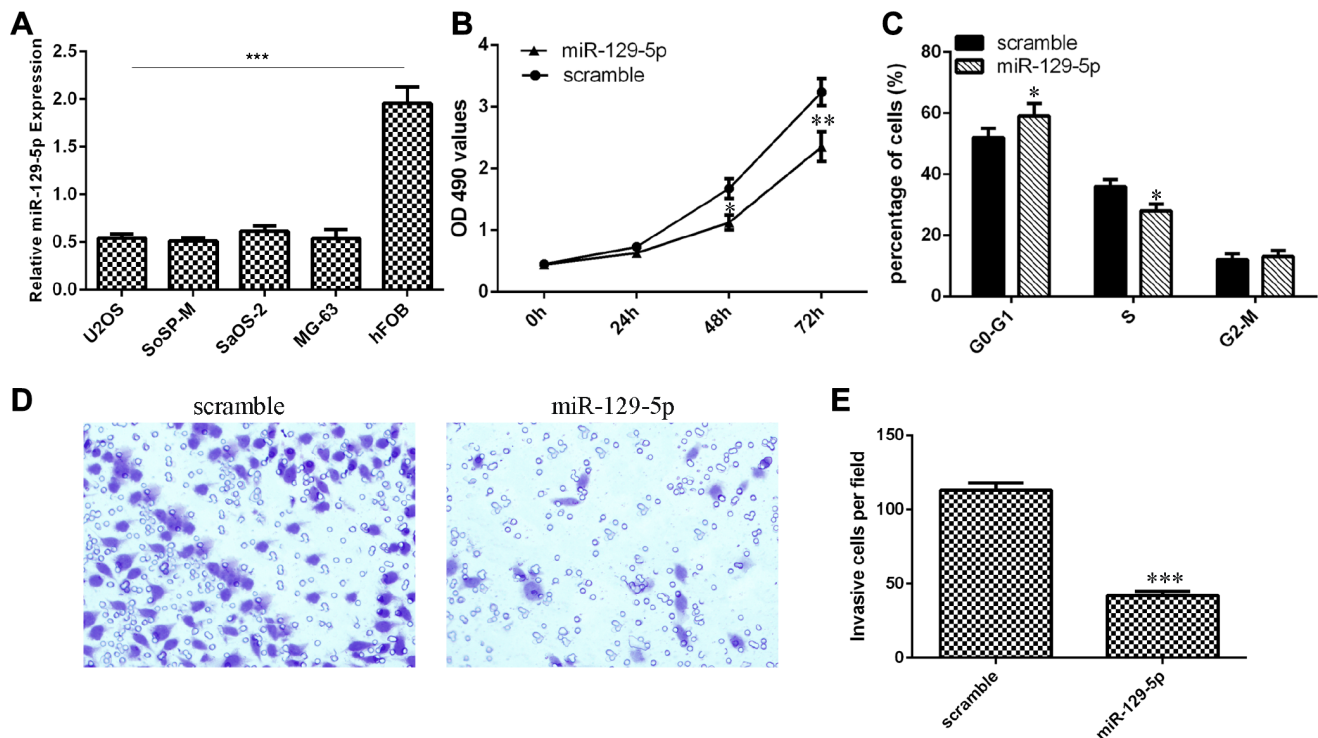 A
Relative miR-129-5p Expression
2.5
2.0
1.5
1.0
0.5
0.0
***
U2OS
SoSP-M
SaOS-2
MG-63
hFOB
B
OD 490 values
4
3
2
1
0
miR-129-5p
scramble
*
**
0h
24h
48h
72h
C
percentage of cells (%)
80
60
40
20
0
scramble
miR-129-5p
*
*
G0-G1
S
G2-M
D
scramble
miR-129-5p
E
Invasive cells per field
150
100
50
0
***
scramble
miR-129-5p